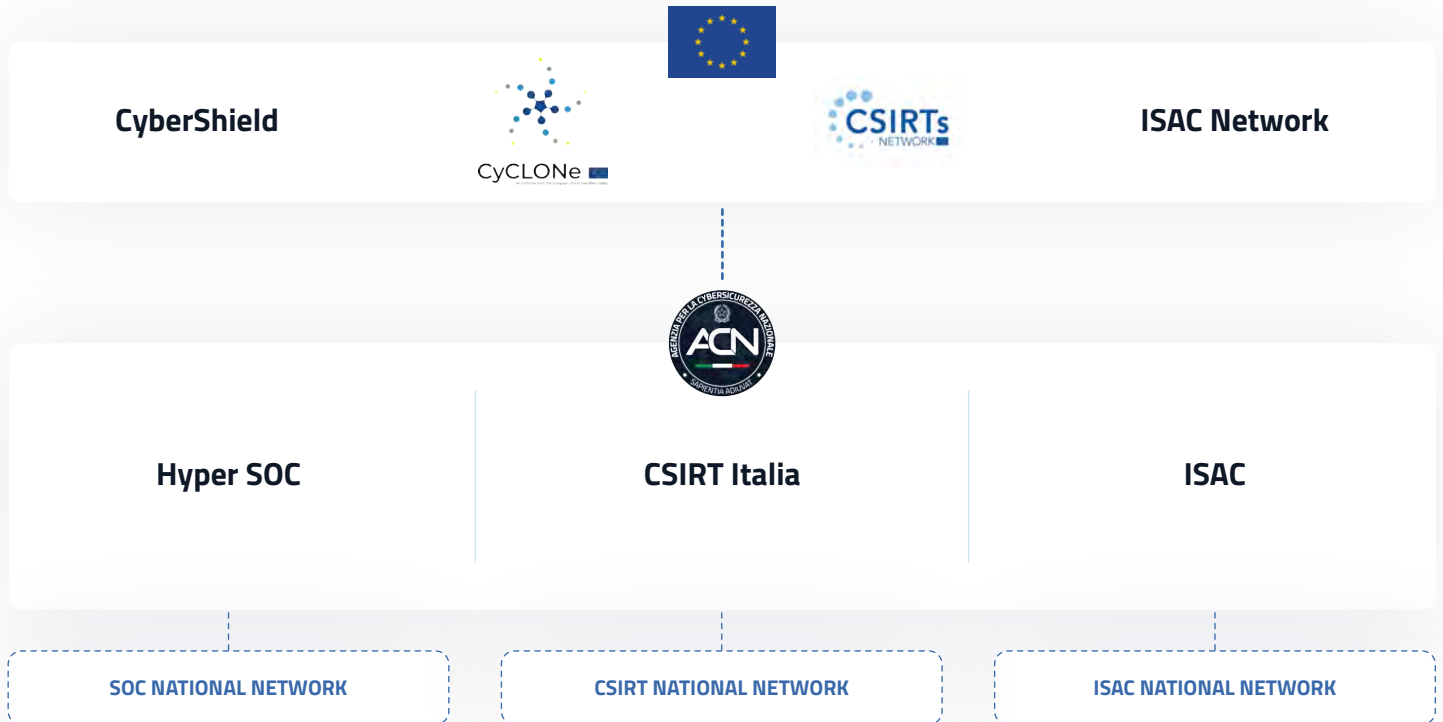 CyberShield
CyCLONe
CSIRTs
NETWORK
ISAC Network
AGENZIA PER LA CYBERSICUREZZA NAZIONALE
ACN
SAPIENTIA ADIUVAT
Hyper SOC
CSIRT Italia
ISAC
SOC NATIONAL NETWORK
CSIRT NATIONAL NETWORK
ISAC NATIONAL NETWORK